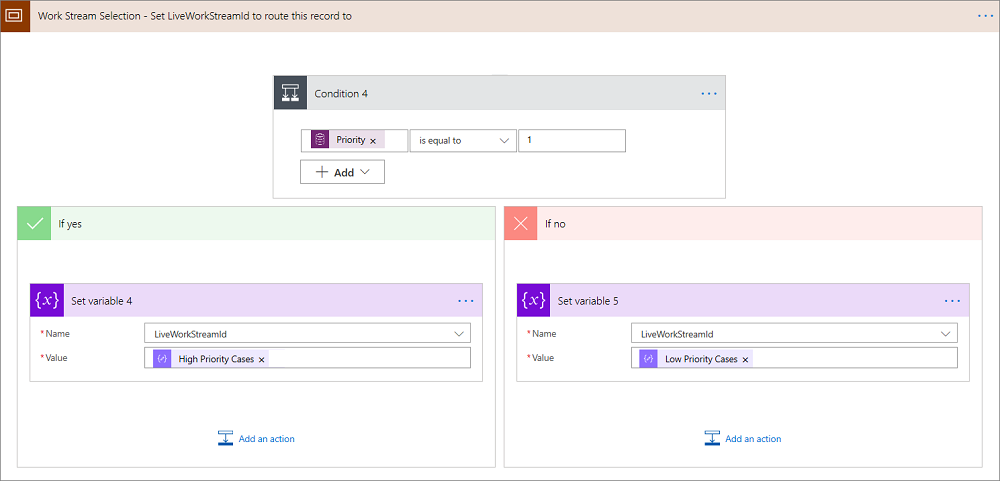 Work Stream Selection - Set LiveWorkStreamId to route this record to
Condition 4
Priority is equal to 1
Add
If yes
Set variable 4
*Name LiveWorkStreamId
*Value High Priority Cases
Add an action
If no
Set variable 5
*Name LiveWorkStreamId
*Value Low Priority Cases
Add an action